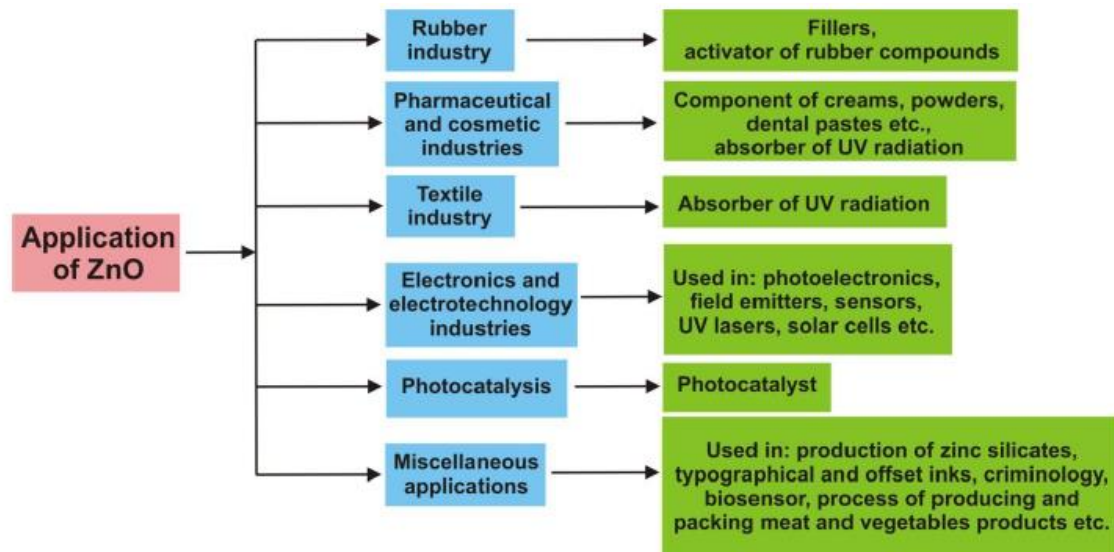 Application
of ZnO
Rubber
industry
Fillers,
activator of rubber compounds
Pharmaceutical
and cosmetic
industries
Component of creams, powders,
dental pastes etc.,
absorber of UV radiation
Textile
industry
Absorber of UV radiation
Electronics and
electrotechnology
industries
Used in: photoelectronics,
field emitters, sensors,
UV lasers, solar cells etc.
Photocatalysis
Photocatalyst
Miscellaneous
applications
Used in: production of zinc silicates,
typographical and offset inks, criminology,
biosensor, process of producing and
packing meat and vegetables products etc.